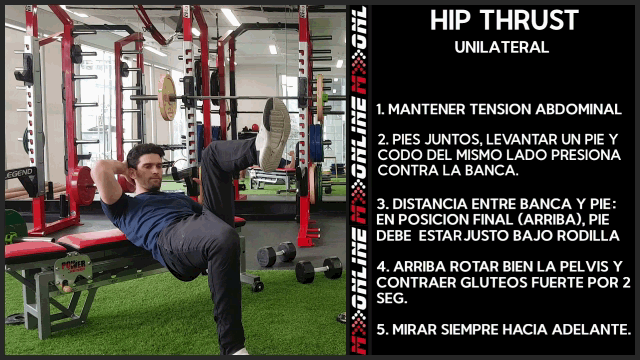 HIP THRUST
UNILATERAL
1. MANTENER TENSION ABDOMINAL
2. PIES JUNTOS, LEVANTAR UN PIE Y
CODO DEL MISMO LADO PRESIONA
CONTRA LA BANCA.
3. DISTANCIA ENTRE BANCA Y PIE:
EN POSICION FINAL (ARRIBA), PIE
DEBE ESTAR JUSTO BAJO RODILLA
4. ARRIBA ROTAR BIEN LA PELVIS Y
CONTRAER GLUTEOS FUERTE POR 2
SEG.
5. MIRAR SIEMPRE HACIA ADELANTE.
ONLINE
ONLINE
LEGEND
POWER